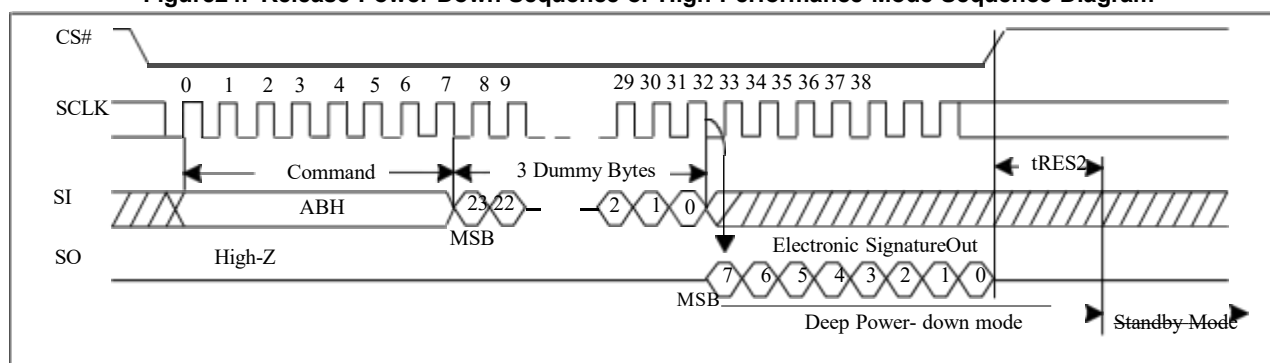 Figure24. Release Power Down Sequence or High Performance Mode Sequence Diagram
CS#
0 1 2 3 4 5 6 7 8 9 29 30 31 32 33 34 35 36 37 38
SCLK
Command 3 Dummy Bytes tRES2
SI ABH 23 22 2 1 0
MSB
SO High-Z Electronic SignatureOut
7 6 5 4 3 2 1 0
MSB
Deep Power- down mode Standby Mode